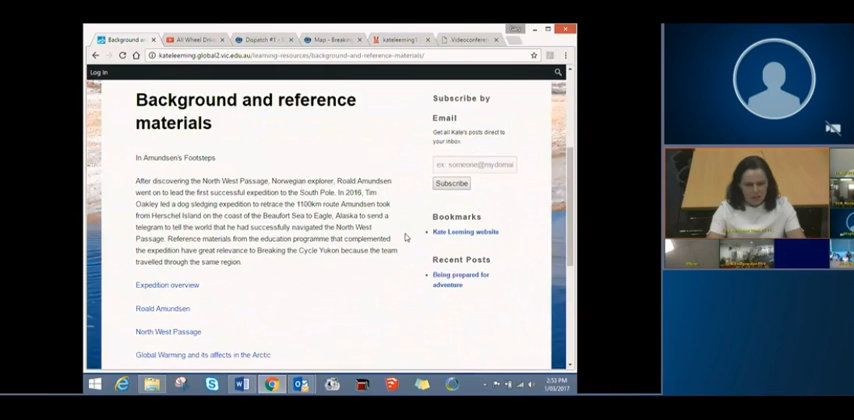 Background an
All Wheel Driv
Dispatch #1 -
Map - Breaking
kateleeming
Videoconfere
kateleeming.global2.vic.edu.au/learning-resources/background-and-reference-materials/
Log In
Background and reference
materials
In Amundsen's Footsteps
After discovering the North West Passage, Norwegian explorer, Roald Amundsen
went on to lead the first successful expedition to the South Pole. In 2016, Tim
Oakley led a dog sledging expedition to retrace the 1100km route Amundsen took
from Herschel Island on the coast of the Beaufort Sea to Eagle, Alaska to send a
telegram to tell the world that he had successfully navigated the North West
Passage. Reference materials from the education programme that complemented
the expedition have great relevance to Breaking the Cycle Yukon because the team
travelled through the same region.
Expedition overview
Roald Amundsen
North West Passage
Global Warming and its affects in the Arctic
Subscribe by
Email
Get all Kate's posts direct to
your inbox.
ex: someone@mydomai
Subscribe
Bookmarks
Kate Leeming website
Recent Posts
Being prepared for
adventure
2:53 PM
1/03/2017